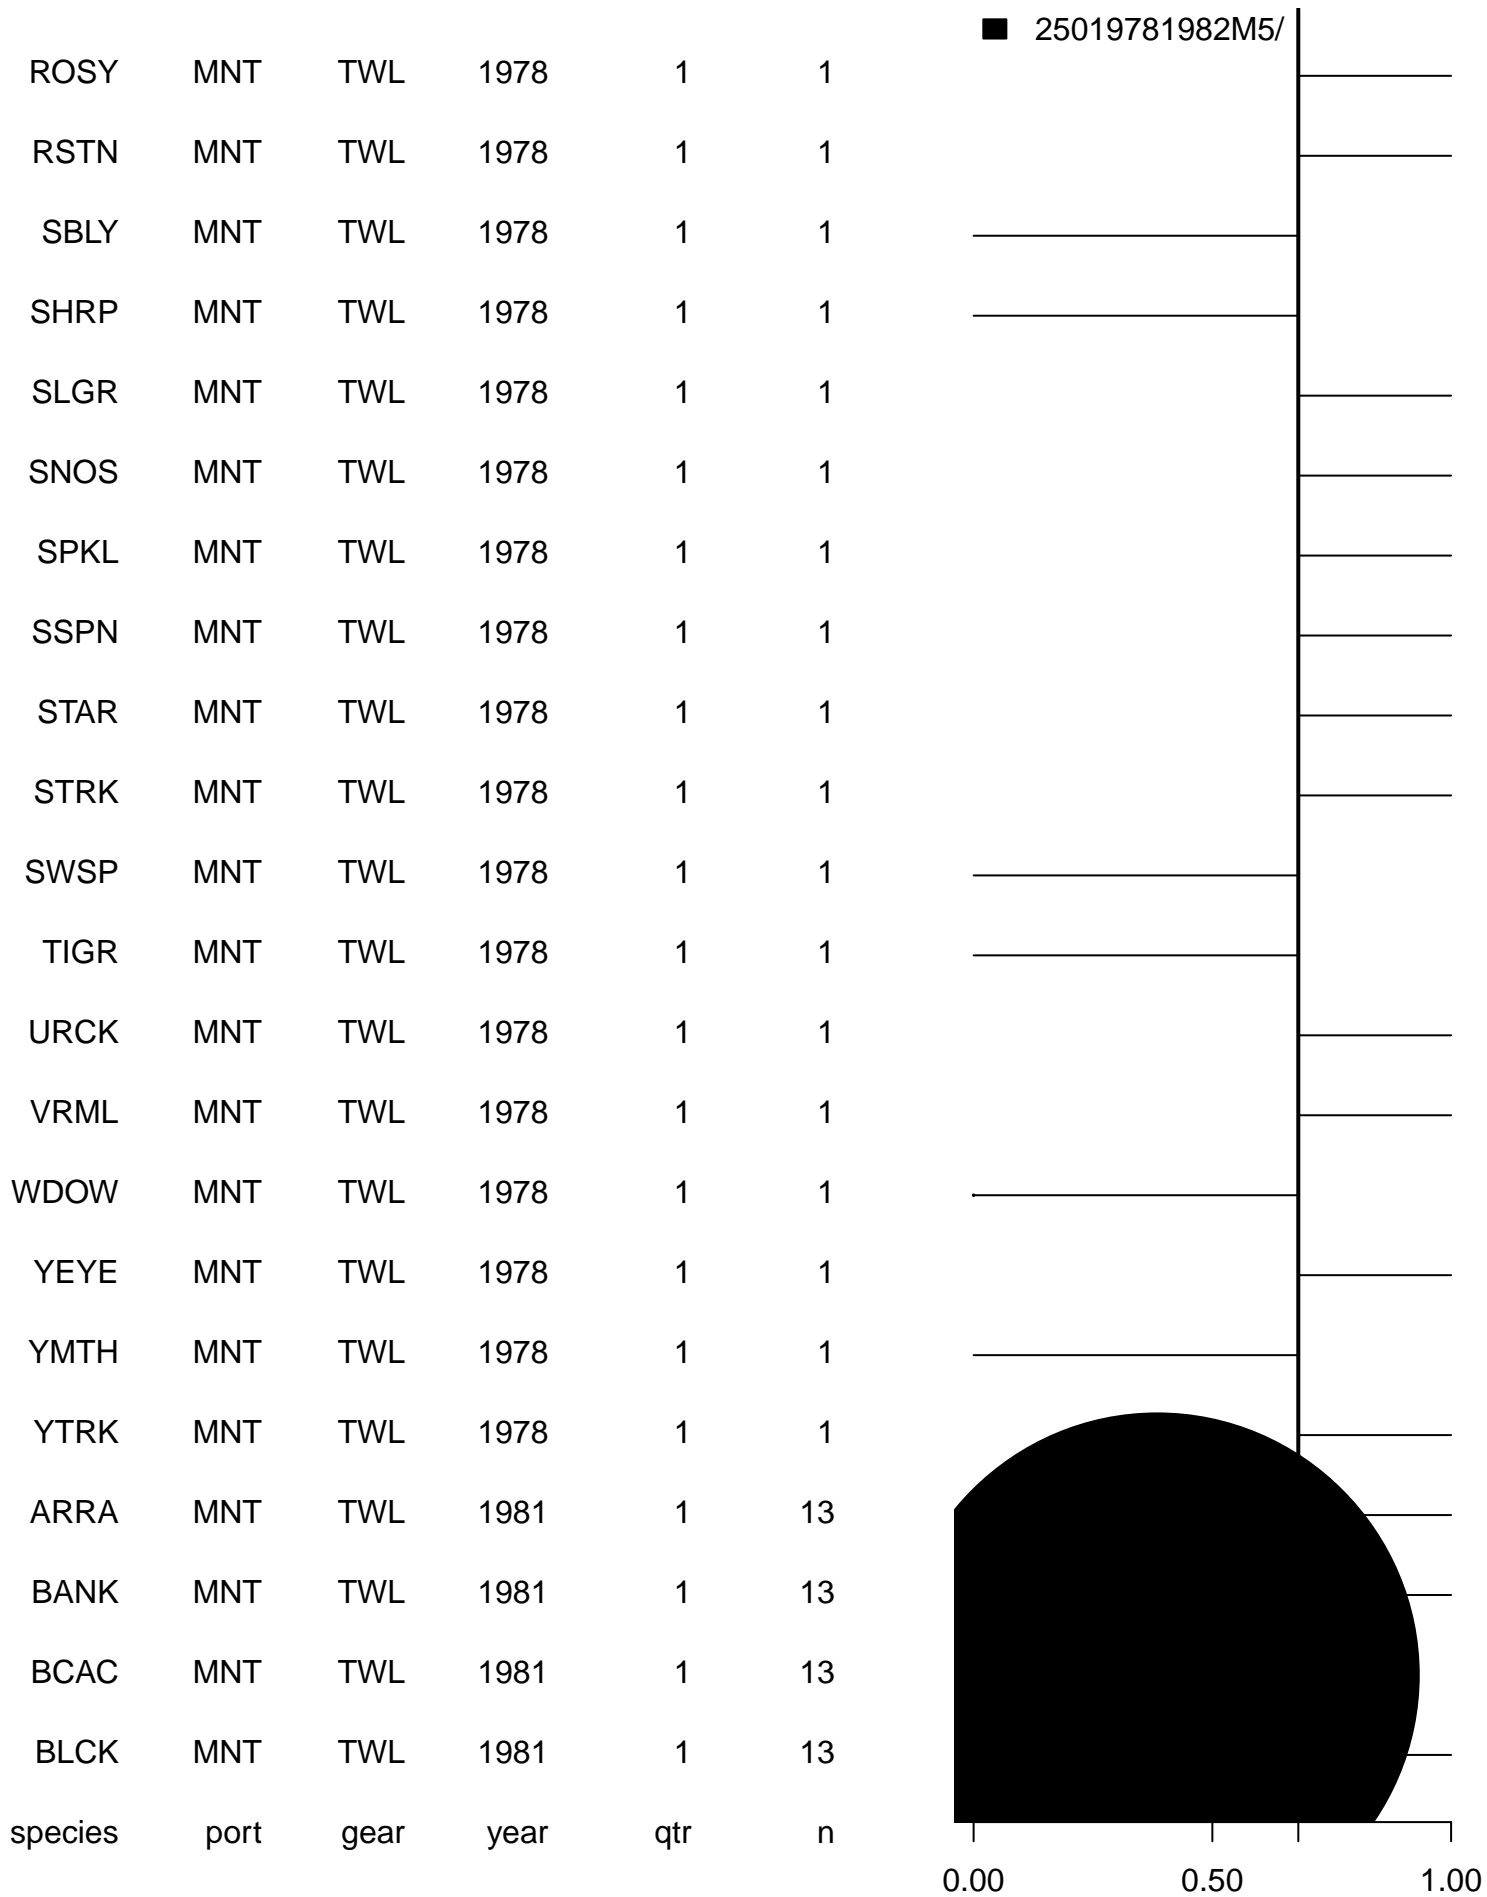 25019781982M5/
ROSY MNT TWL 1978 1 1
RSTN MNT TWL 1978 1 1
SBLY MNT TWL 1978 1 1
SHRP MNT TWL 1978 1 1
SLGR MNT TWL 1978 1 1
SNOS MNT TWL 1978 1 1
SPKL MNT TWL 1978 1 1
SSPN MNT TWL 1978 1 1
STAR MNT TWL 1978 1 1
STRK MNT TWL 1978 1 1
SWSP MNT TWL 1978 1 1
TIGR MNT TWL 1978 1 1
URCK MNT TWL 1978 1 1
VRML MNT TWL 1978 1 1
WDOW MNT TWL 1978 1 1
YEYE MNT TWL 1978 1 1
YMTH MNT TWL 1978 1 1
YTRK MNT TWL 1978 1 1
ARRA MNT TWL 1981 1 13
BANK MNT TWL 1981 1 13
BCAC MNT TWL 1981 1 13
BLCK MNT TWL 1981 1 13
species port gear year qtr n
0.00 0.50 1.00